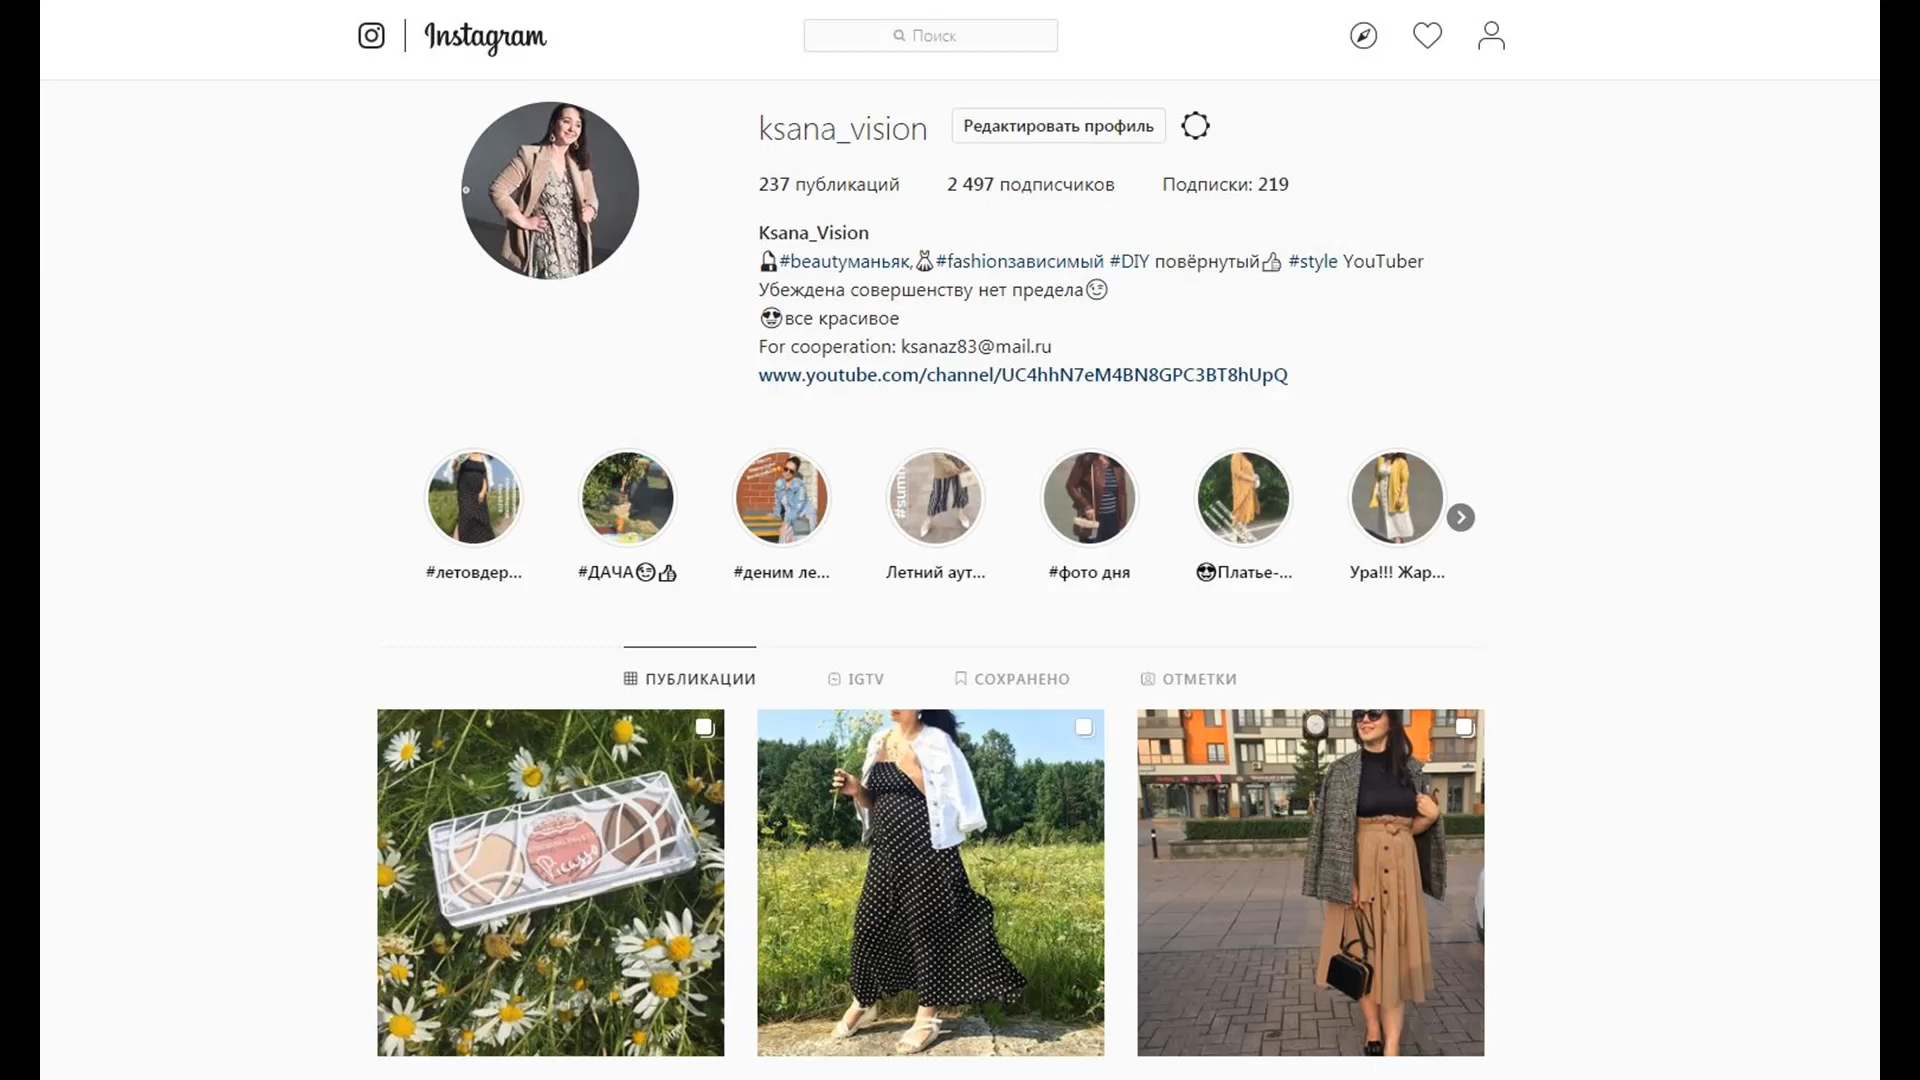 Instagram
Поиск
ksana_vision
Редактировать профиль
237 публикаций
2 497 подписчиков
Подписки: 219
Ksana_Vision
#beautyманьяк,#fashionзависимый #DIY повёрнутый #style YouTuber
Убеждена совершенству нет предела
все красивое
For cooperation: ksanaz83@mail.ru
www.youtube.com/channel/UC4hhN7eM4BN8GPC3BT8hUpQ
#летовдер...
#ДАЧА
#деним ле...
Летний аут...
#фото дня
Платье-...
Ура!!! Жар...
ПУБЛИКАЦИИ
IGTV
СОХРАНЕНО
ОТМЕТКИ
Picasso